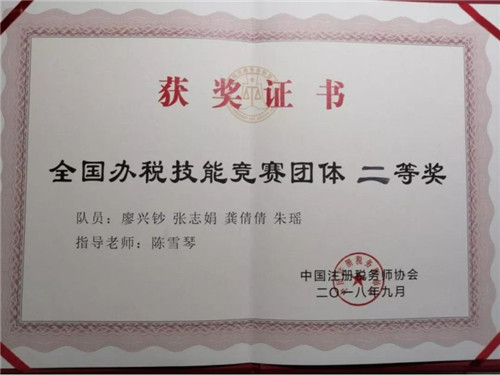 获奖证书
全国办税技能竞赛团体 二等奖
队员：廖兴钞 张志娟 龚倩倩 朱瑶
指导老师：陈雪琴
中国注册税务师协会
二〇一八年九月